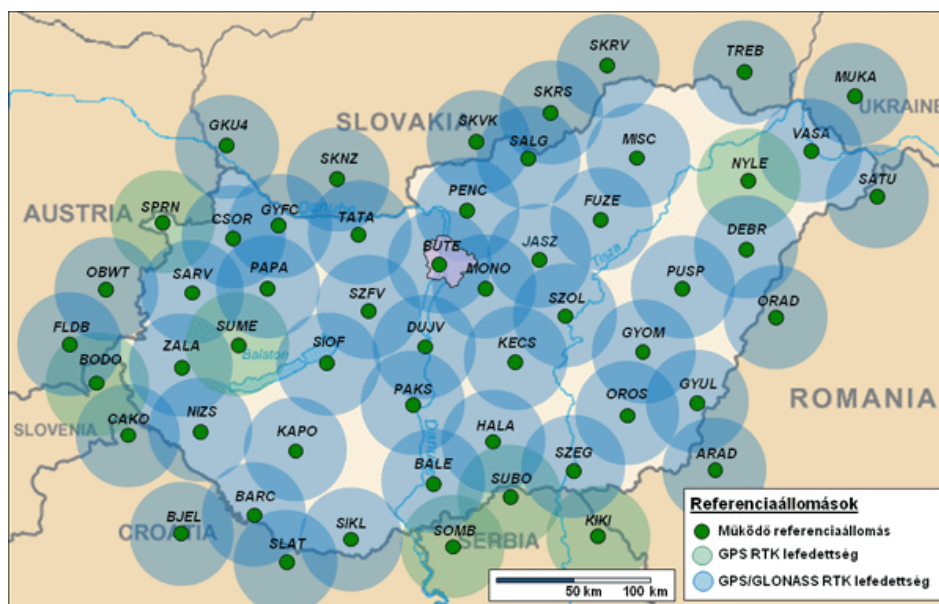 SKRV
TREB
MUKA
UKRAINE
SKRS
SLOVAKIA
SKVK
GKU4
SALG
MISC
VASA
SKNZ
NYLE
SATU
PENC
AUSTRIA
SPRN
CSOR
GYFC
Danube
TATA
FUZE
DEBR
BUTE
JASZ
Tisza
OBWT
SARV
PAPA
MONO
PUSP
SZFV
SZOL
ORAD
FLDB
BODO
ZALA
SUME
Balaton
SIOF
DUJV
KECS
GYOM
PAKS
OROS
GYUL
ROMANIA
SLOVENIA
CAKO
NIZS
KAPO
HALA
BALE
SZEG
ARAD
SUBO
BARC
BJEL
CROATIA
SLAT
SIKL
SOMB
SERBIA
KIKI
Referenciaállomások
Működő referenciaállomás
GPS RTK lefedettség
GPS/GLONASS RTK lefedettség
50 km 100 km